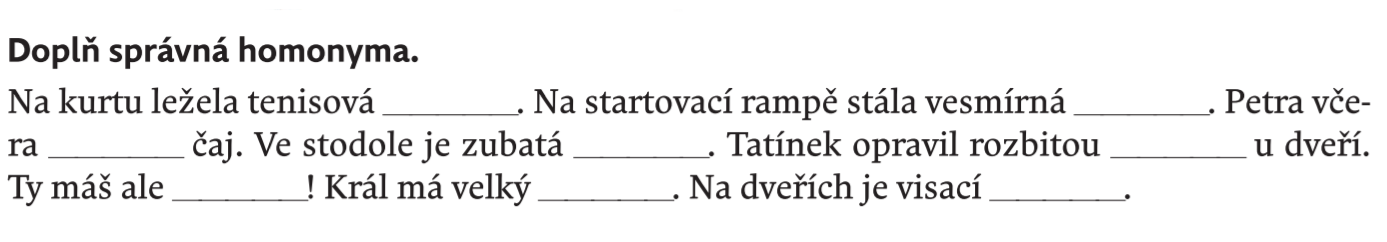 Doplň správná homonyma.
Na kurtu ležela tenisová ________. Na startovací rampě stála vesmírná ________. Petra vče-
ra ________ čaj. Ve stodole je zubatá ________. Tatínek opravil rozbitou ________ u dveří.
Ty máš ale ________! Král má velký ________. Na dveřích je visací ________.